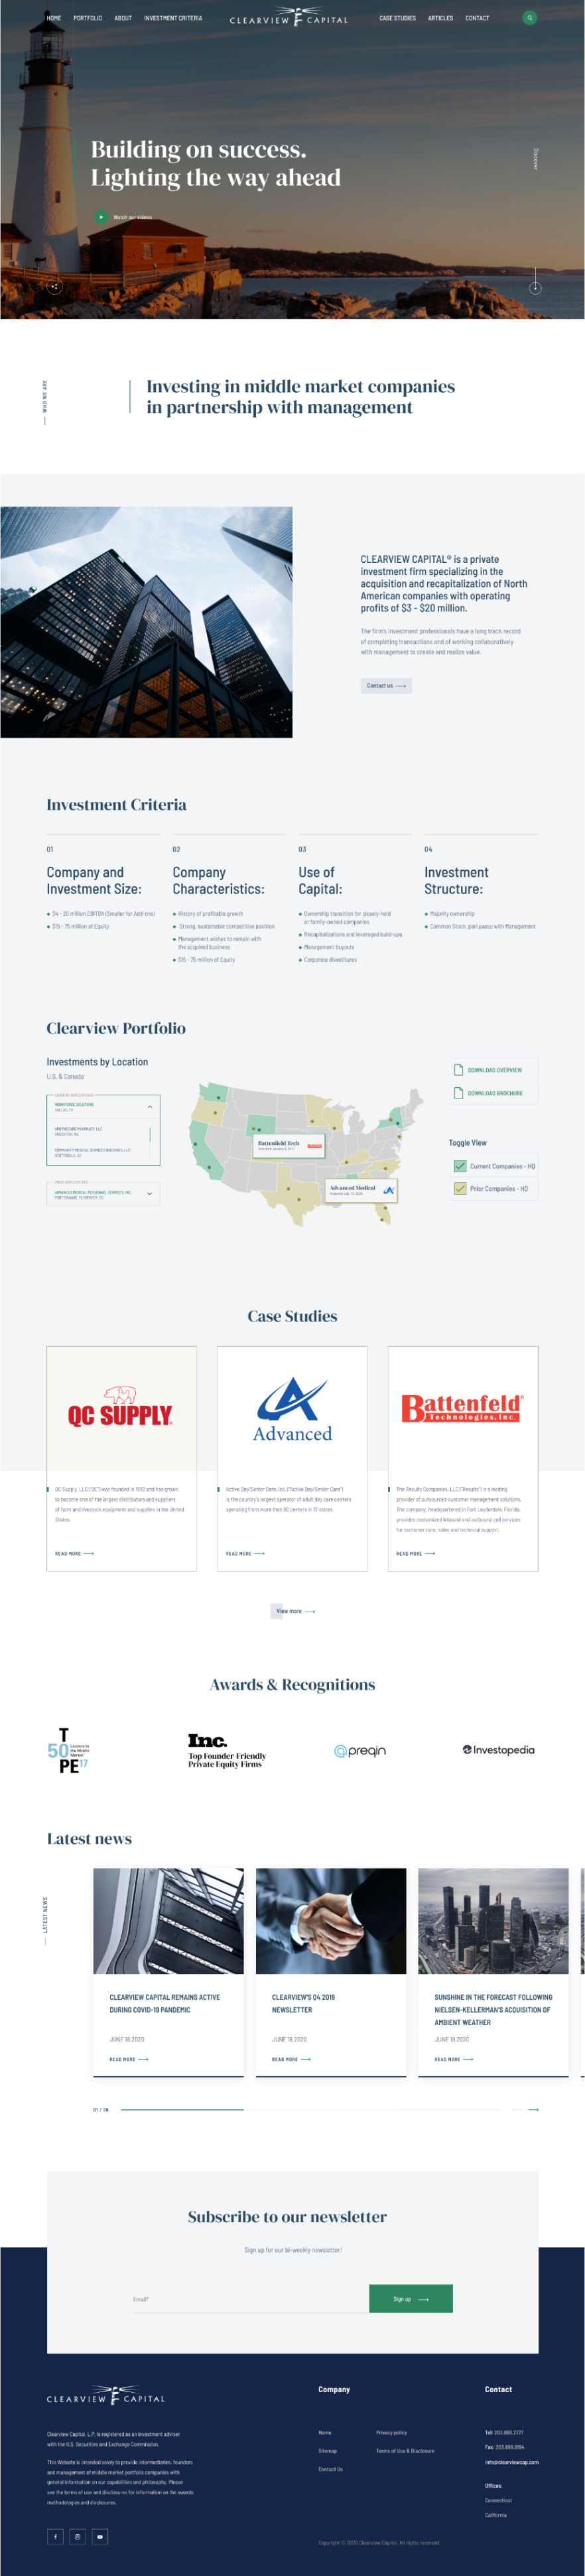 HOME PORTFOLIO ABOUT INVESTMENT CRITERIA
CLEARVIEW CAPITAL
CASE STUDIES ARTICLES CONTACT
Building on success.
Lighting the way ahead
Watch our videos
Discover
WHO WE ARE
Investing in middle market companies
in partnership with management
CLEARVIEW CAPITAL® is a private
investment firm specializing in the
acquisition and recapitalization of North
American companies with operating
profits of $3 - $20 million.
The firm's investment professionals have a long track record
of completing transactions and of working collaboratively
with management to create and realize value.
Contact us
Investment Criteria
01
Company and
Investment Size:
$4 - 20 million EBITDA (Smaller for Add-ons)
$15 - 75 million of Equity
02
Company
Characteristics:
History of profitable growth
Strong, sustainable competitive position
Management wishes to remain with
the acquired business
$15 - 75 million of Equity
03
Use of
Capital:
Ownership transition for closely-held
or family-owned companies
Recapitalizations and leveraged build-ups
Management buyouts
Corporate divestitures
04
Investment
Structure:
Majority ownership
Common Stock, pari passu with Management
Clearview Portfolio
Investments by Location
U.S. & Canada
WORKFORCE SOLUTIONS
DALLAS, TX
APOTHECARE PHARMACY, LLC
BROCKTON, MA
ADVANCED MEDICAL PERSONNEL SERVICES, INC.
Battenfeld Tech
Advanced Medical
DOWNLOAD OVERVIEW
DOWNLOAD BROCHURE
Toggle View
Current Companies - HQ
Prior Companies - HQ
Case Studies
QC SUPPLY
QC Supply, LLC ("QC") was founded in 1982 and has grown
to become one of the largest distributors and suppliers
of farm and livestock equipment and supplies in the United
States.
READ MORE
Advanced
Active Day/Senior Care, Inc. ("Active Day/Senior Care")
is the country's largest operator of adult day care centers
operating from more than 80 centers in 12 states.
READ MORE
Battenfeld®
Technologies, Inc.
The Results Companies, LLC ("Results") is a leading
provider of outsourced customer management solutions.
The company, headquartered in Fort Lauderdale, Florida,
provides customized inbound and outbound call services
for customer care, sales and technical support.
READ MORE
View more
Awards & Recognitions
TOPE 50 17
Leaders in
the Middle
Market
Inc.
Top Founder-Friendly
Private Equity Firms
preqin
Investopedia
Latest news
LATEST NEWS
CLEARVIEW CAPITAL REMAINS ACTIVE
DURING COVID-19 PANDEMIC
JUNE 18,2020
READ MORE
CLEARVIEW'S Q4 2019
NEWSLETTER
JUNE 18,2020
READ MORE
SUNSHINE IN THE FORECAST FOLLOWING
NIELSEN-KELLERMAN'S ACQUISITION OF
AMBIENT WEATHER
JUNE 18,2020
READ MORE
Subscribe to our newsletter
Sign up for our bi-weekly newsletter!
Email*
Sign up
CLEARVIEW CAPITAL
Clearview Capital, L.P. is registered as an investment adviser
with the U.S. Securities and Exchange Commission.
This Website is intended solely to provide intermediaries, founders
and management of middle market portfolio companies with
general information on our capabilities and philosophy. Please
see the terms of use and disclosures for information on the awards
methodologies and disclosures.
Company
Home
Sitemap
Contact Us
Privacy policy
Terms of Use & Disclosure
Contact
Tel: 203.698.2777
Fax: 203.698.9194
info@clearviewcap.com
Offices:
Connecticut
California
Copyright © 2020 Clearview Capital. All rights reserved